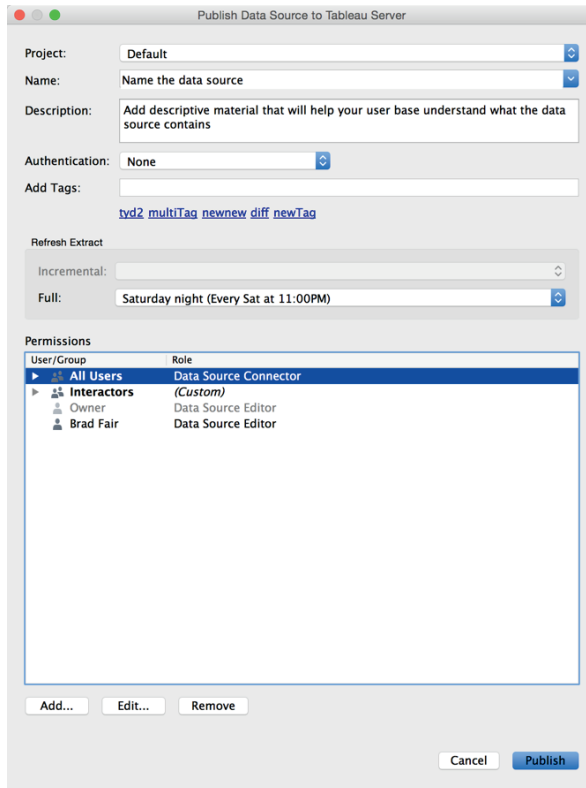 Publish Data Source to Tableau Server
Project: Default
Name: Name the data source
Description: Add descriptive material that will help your user base understand what the data
source contains
Authentication: None
Add Tags:
tyd2 multiTag newnew diff newTag
Refresh Extract
Incremental:
Full: Saturday night (Every Sat at 11:00PM)
Permissions
User/Group Role
All Users Data Source Connector
Interactors (Custom)
Owner Data Source Editor
Brad Fair Data Source Editor
Add... Edit... Remove
Cancel Publish